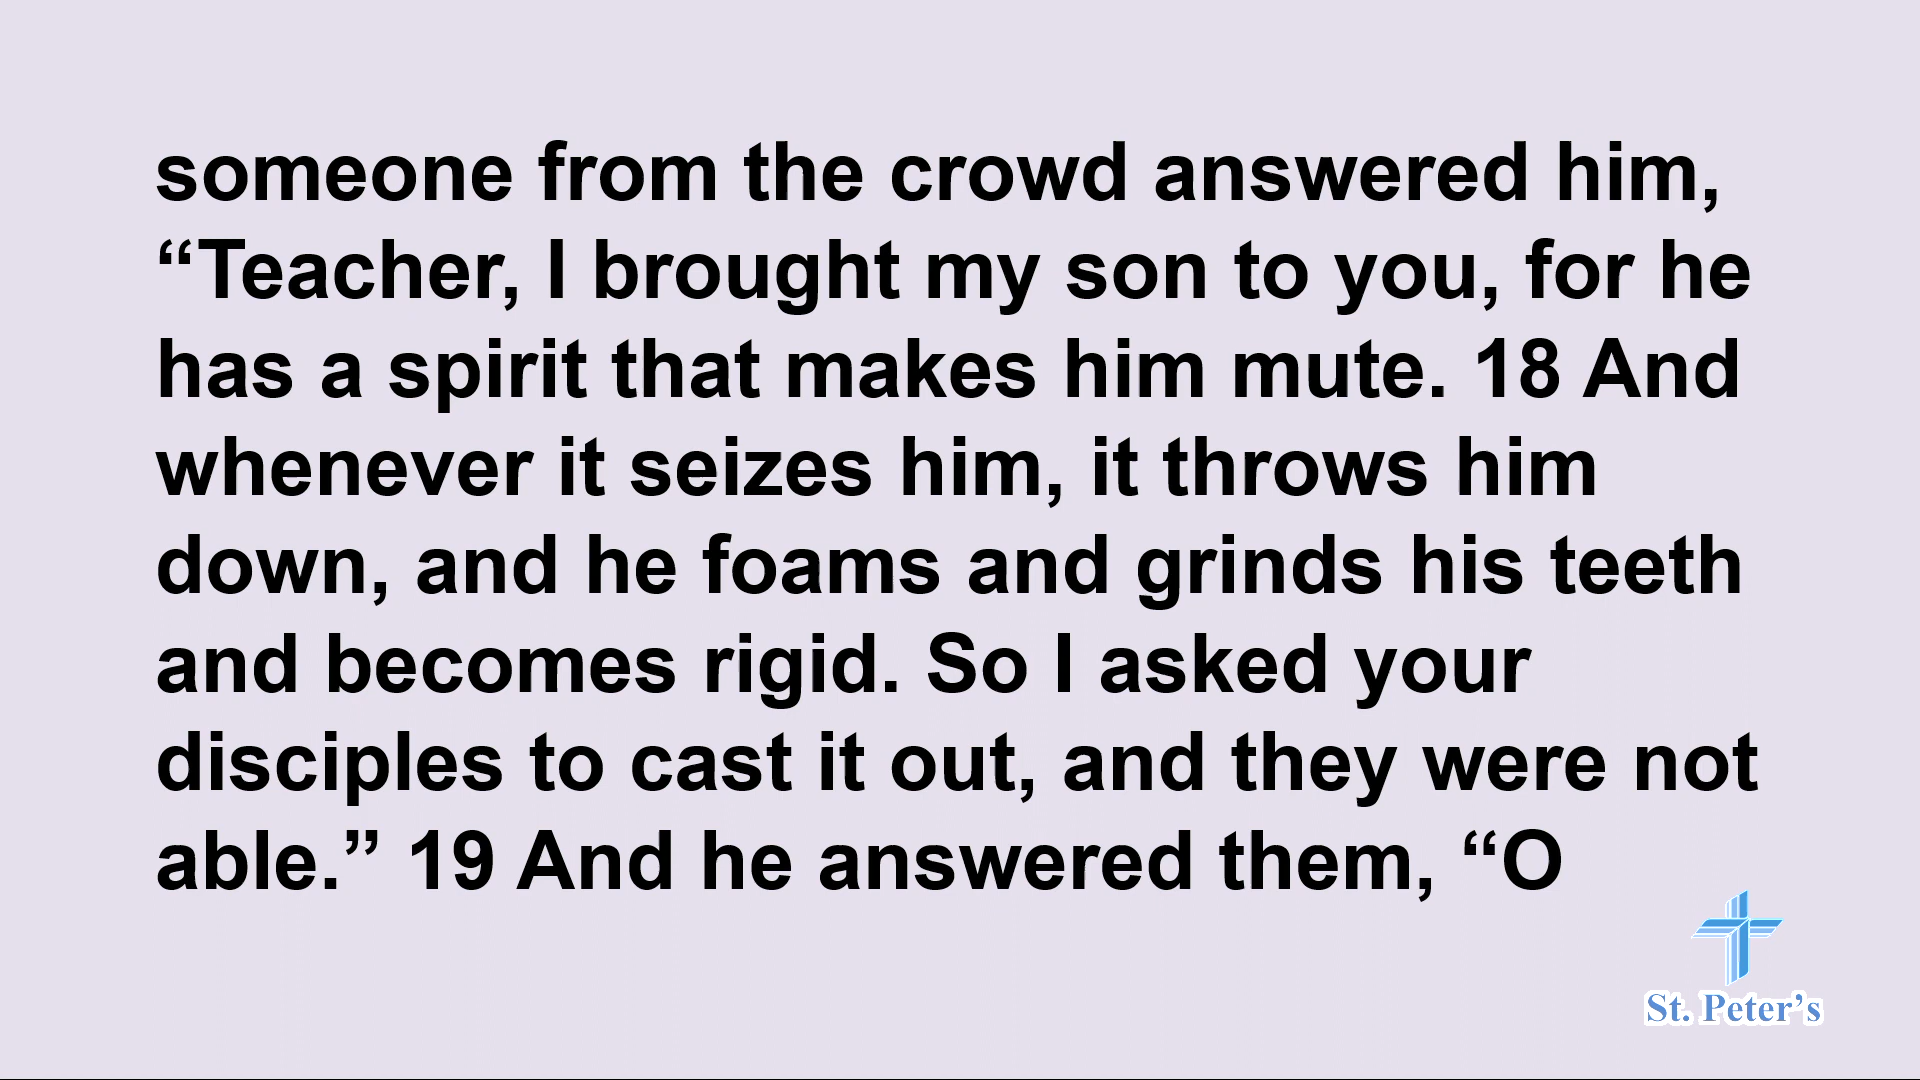 someone from the crowd answered him,
“Teacher, I brought my son to you, for he
has a spirit that makes him mute. 18 And
whenever it seizes him, it throws him
down, and he foams and grinds his teeth
and becomes rigid. So I asked your
disciples to cast it out, and they were not
able.” 19 And he answered them, “O
St. Peter’s